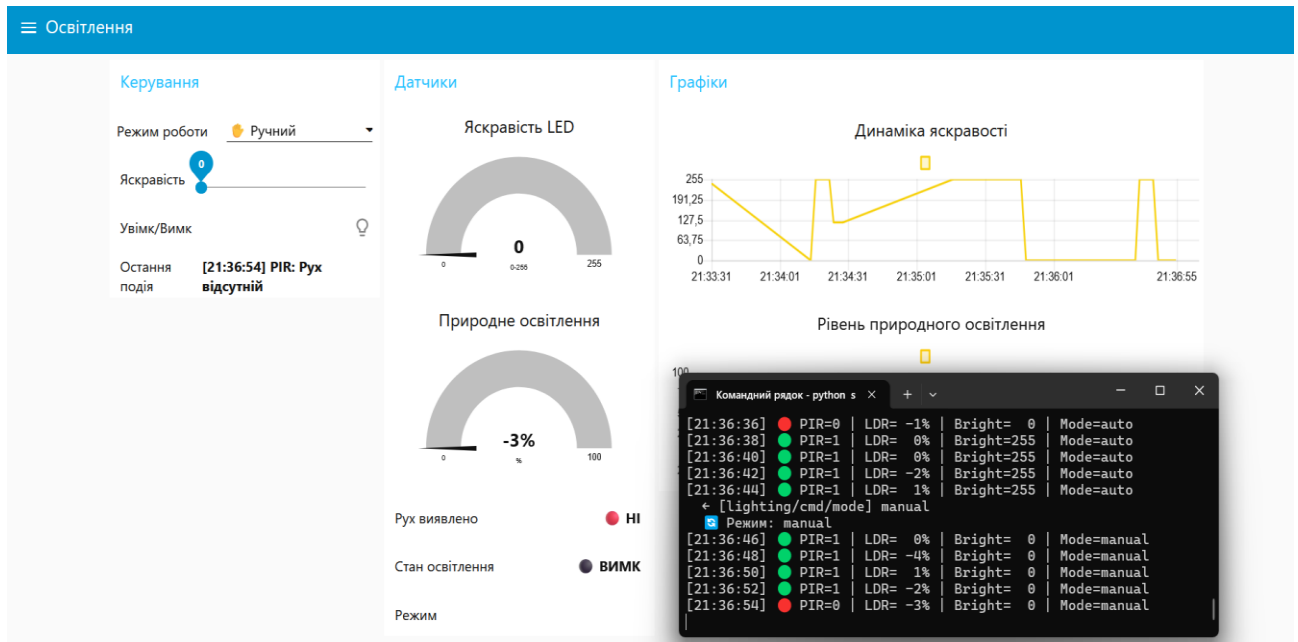 Освітлення
Керування
Режим роботи ✋ Ручний
0
Яскравість
Увімк/Вимк
Остання подія
[21:36:54] PIR: Рух відсутній
Датчики
Яскравість LED
0
0 0-255 255
Природне освітлення
-3%
0 % 100
Рух виявлено 🔴 НІ
Стан освітлення ⚫ ВИМК
Режим
Графіки
Динаміка яскравості
255
191,25
127,5
63,75
0
21:33:31 21:34:01 21:34:31 21:35:01 21:35:31 21:36:01 21:36:55
Рівень природного освітлення
100
Командний рядок - python s
[21:36:36] 🔴 PIR=0 | LDR= -1% | Bright=  0 | Mode=auto
[21:36:38] 🟢 PIR=1 | LDR=  0% | Bright=255 | Mode=auto
[21:36:40] 🟢 PIR=1 | LDR=  0% | Bright=255 | Mode=auto
[21:36:42] 🟢 PIR=1 | LDR= -2% | Bright=255 | Mode=auto
[21:36:44] 🟢 PIR=1 | LDR=  1% | Bright=255 | Mode=auto
← [lighting/cmd/mode] manual
🔄 Режим: manual
[21:36:46] 🟢 PIR=1 | LDR=  0% | Bright=  0 | Mode=manual
[21:36:48] 🟢 PIR=1 | LDR= -4% | Bright=  0 | Mode=manual
[21:36:50] 🟢 PIR=1 | LDR=  1% | Bright=  0 | Mode=manual
[21:36:52] 🟢 PIR=1 | LDR= -2% | Bright=  0 | Mode=manual
[21:36:54] 🔴 PIR=0 | LDR= -3% | Bright=  0 | Mode=manual